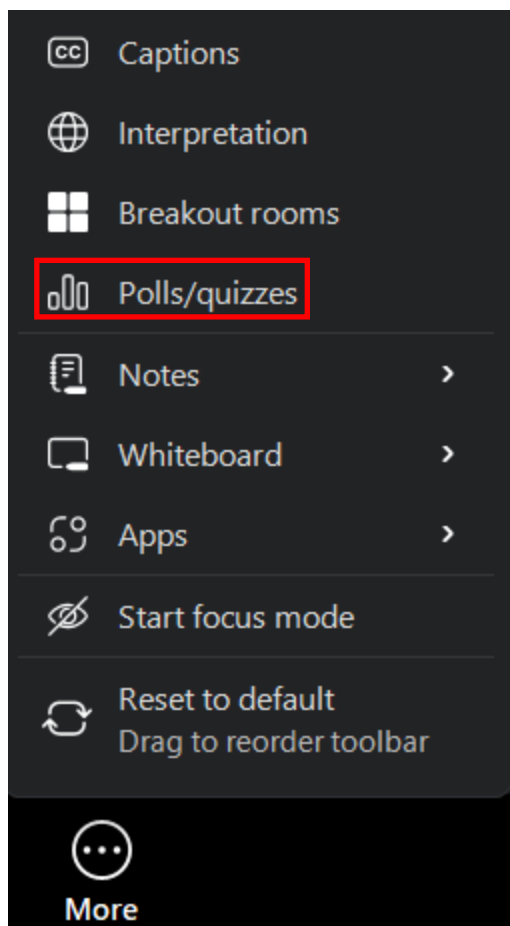 CC Captions
Interpretation
Breakout rooms
Polls/quizzes
Notes
Whiteboard
Apps
Start focus mode
Reset to default
Drag to reorder toolbar
More